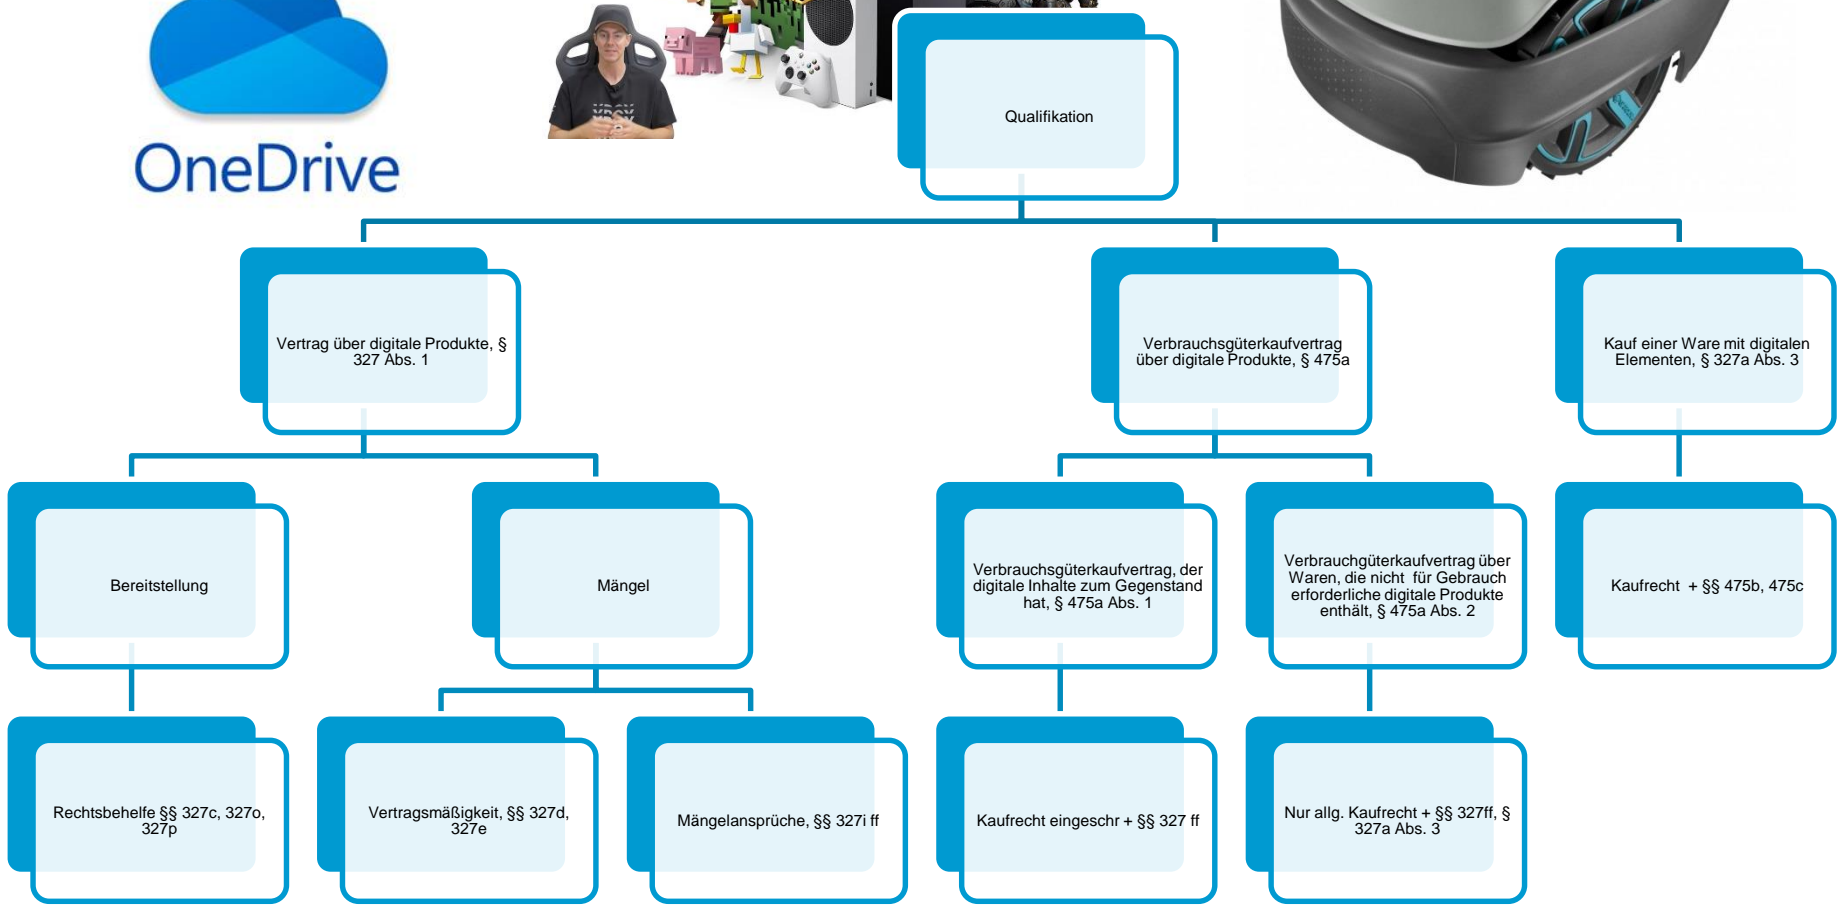 OneDrive
XBOX
Qualifikation
Vertrag über digitale Produkte, §
327 Abs. 1
Verbrauchsgüterkaufvertrag
über digitale Produkte, § 475a
Kauf einer Ware mit digitalen
Elementen, § 327a Abs. 3
Bereitstellung
Mängel
Verbrauchsgüterkaufvertrag, der
digitale Inhalte zum Gegenstand
hat, § 475a Abs. 1
Verbrauchgüterkaufvertrag über
Waren, die nicht für Gebrauch
erforderliche digitale Produkte
enthält, § 475a Abs. 2
Kaufrecht + §§ 475b, 475c
Rechtsbehelfe §§ 327c, 327o,
327p
Vertragsmäßigkeit, §§ 327d,
327e
Mängelansprüche, §§ 327i ff
Kaufrecht eingeschr + §§ 327 ff
Nur allg. Kaufrecht + §§ 327ff, §
327a Abs. 3